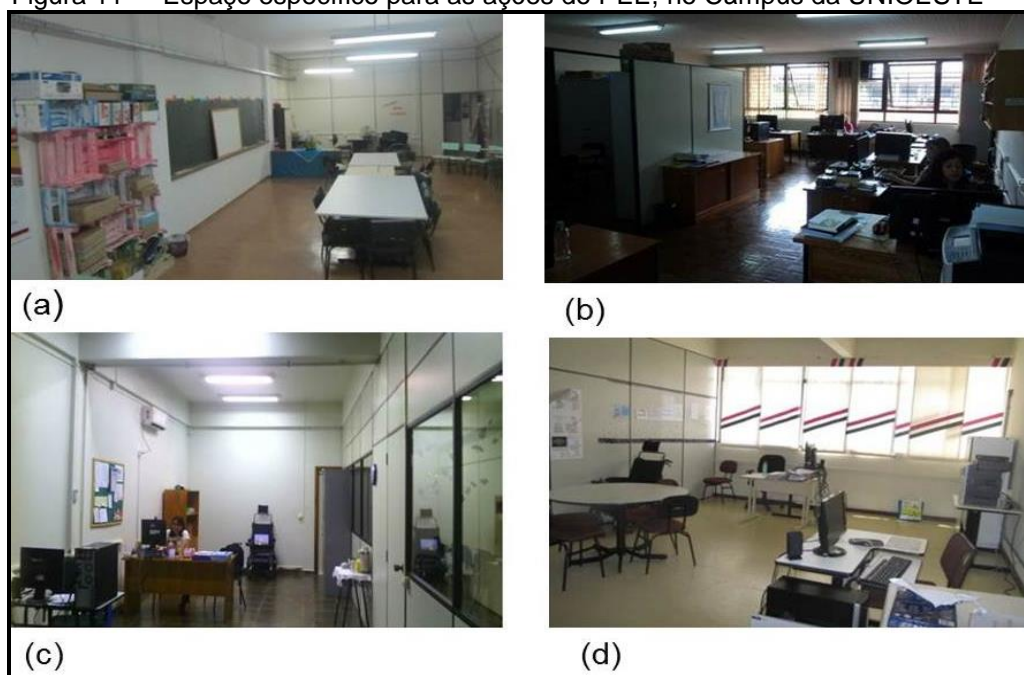 Figura 11 – Espaço específico para as ações do PEE, no Campus da UNIOESTE
(a)
(b)
(c)
(d)